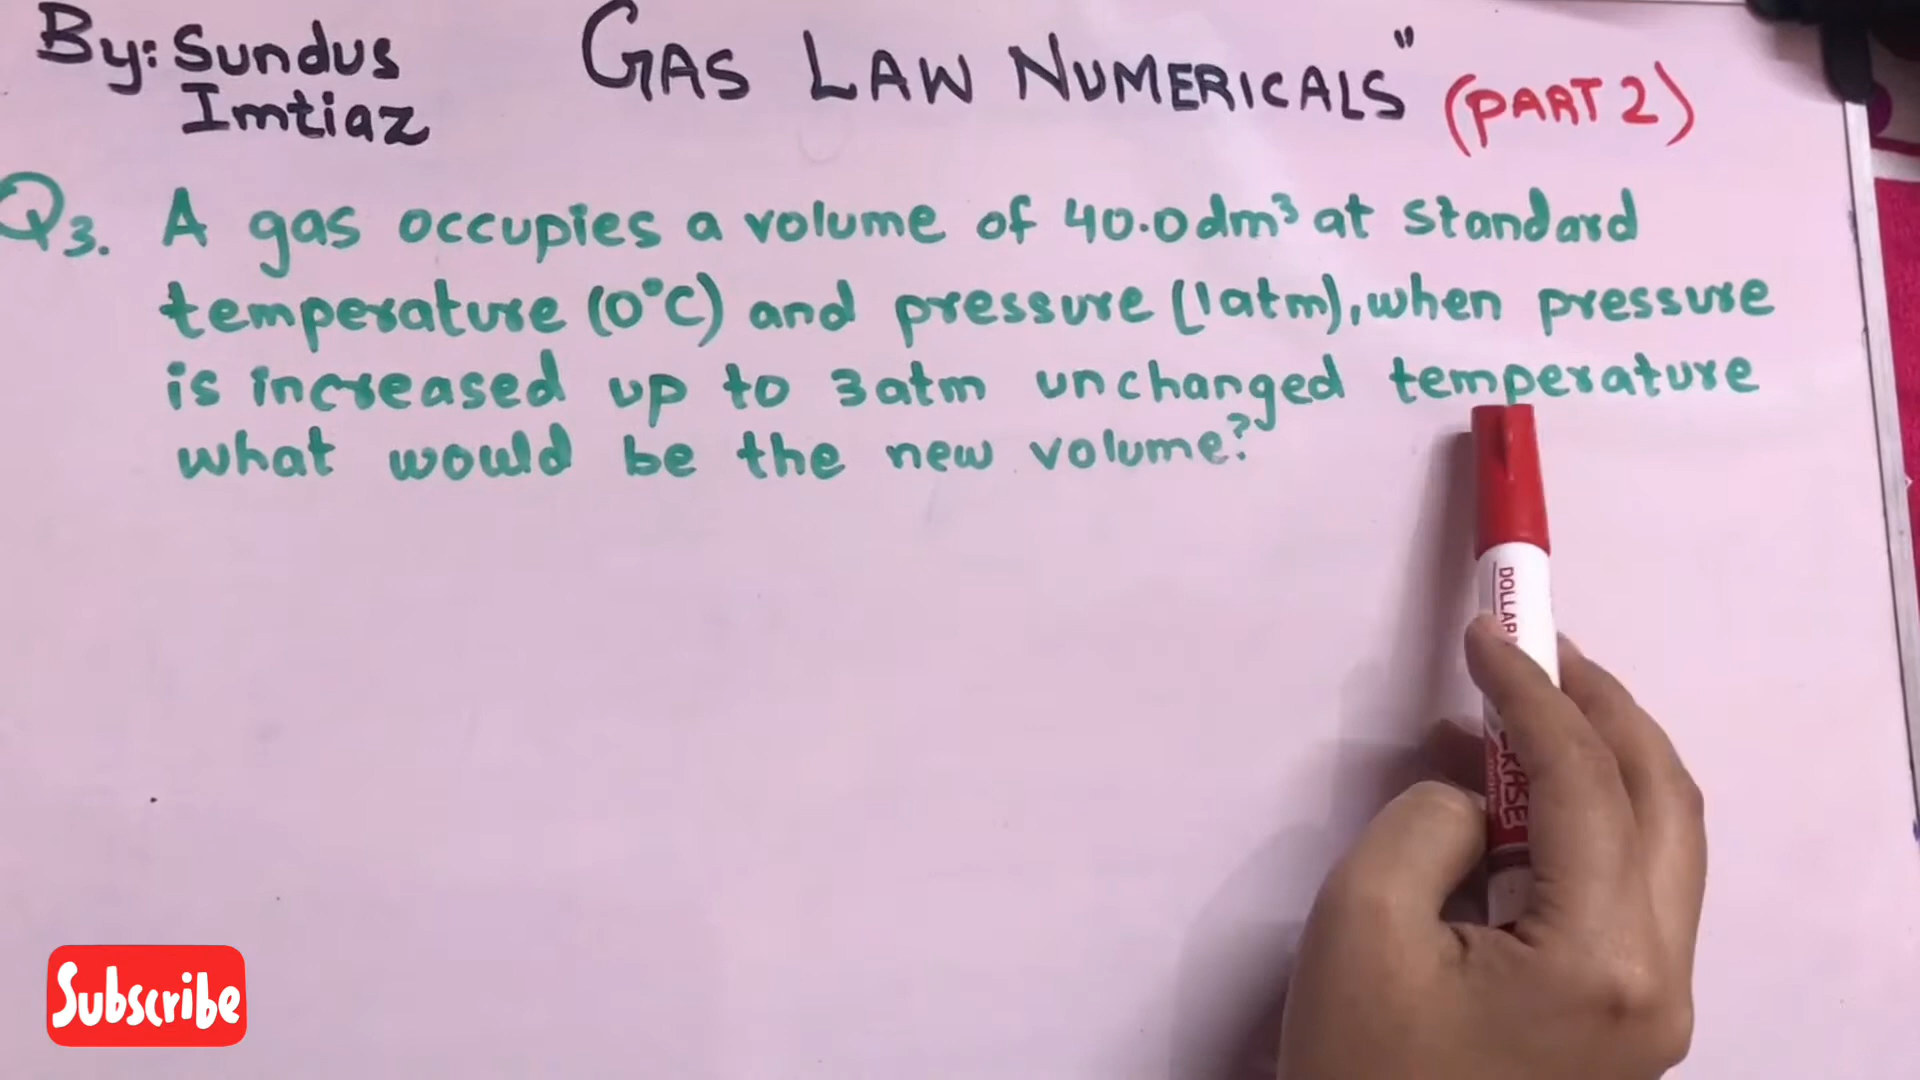 By: Sundus
Imtiaz
GAS LAW NUMERICALS"
(PART 2)
Q3. A gas occupies a volume of 40.0dm³ at standard
temperature (0°C) and pressure (1atm), when pressure
is increased up to 3atm unchanged temperature
what would be the new volume?
DOLLAR
Subscribe